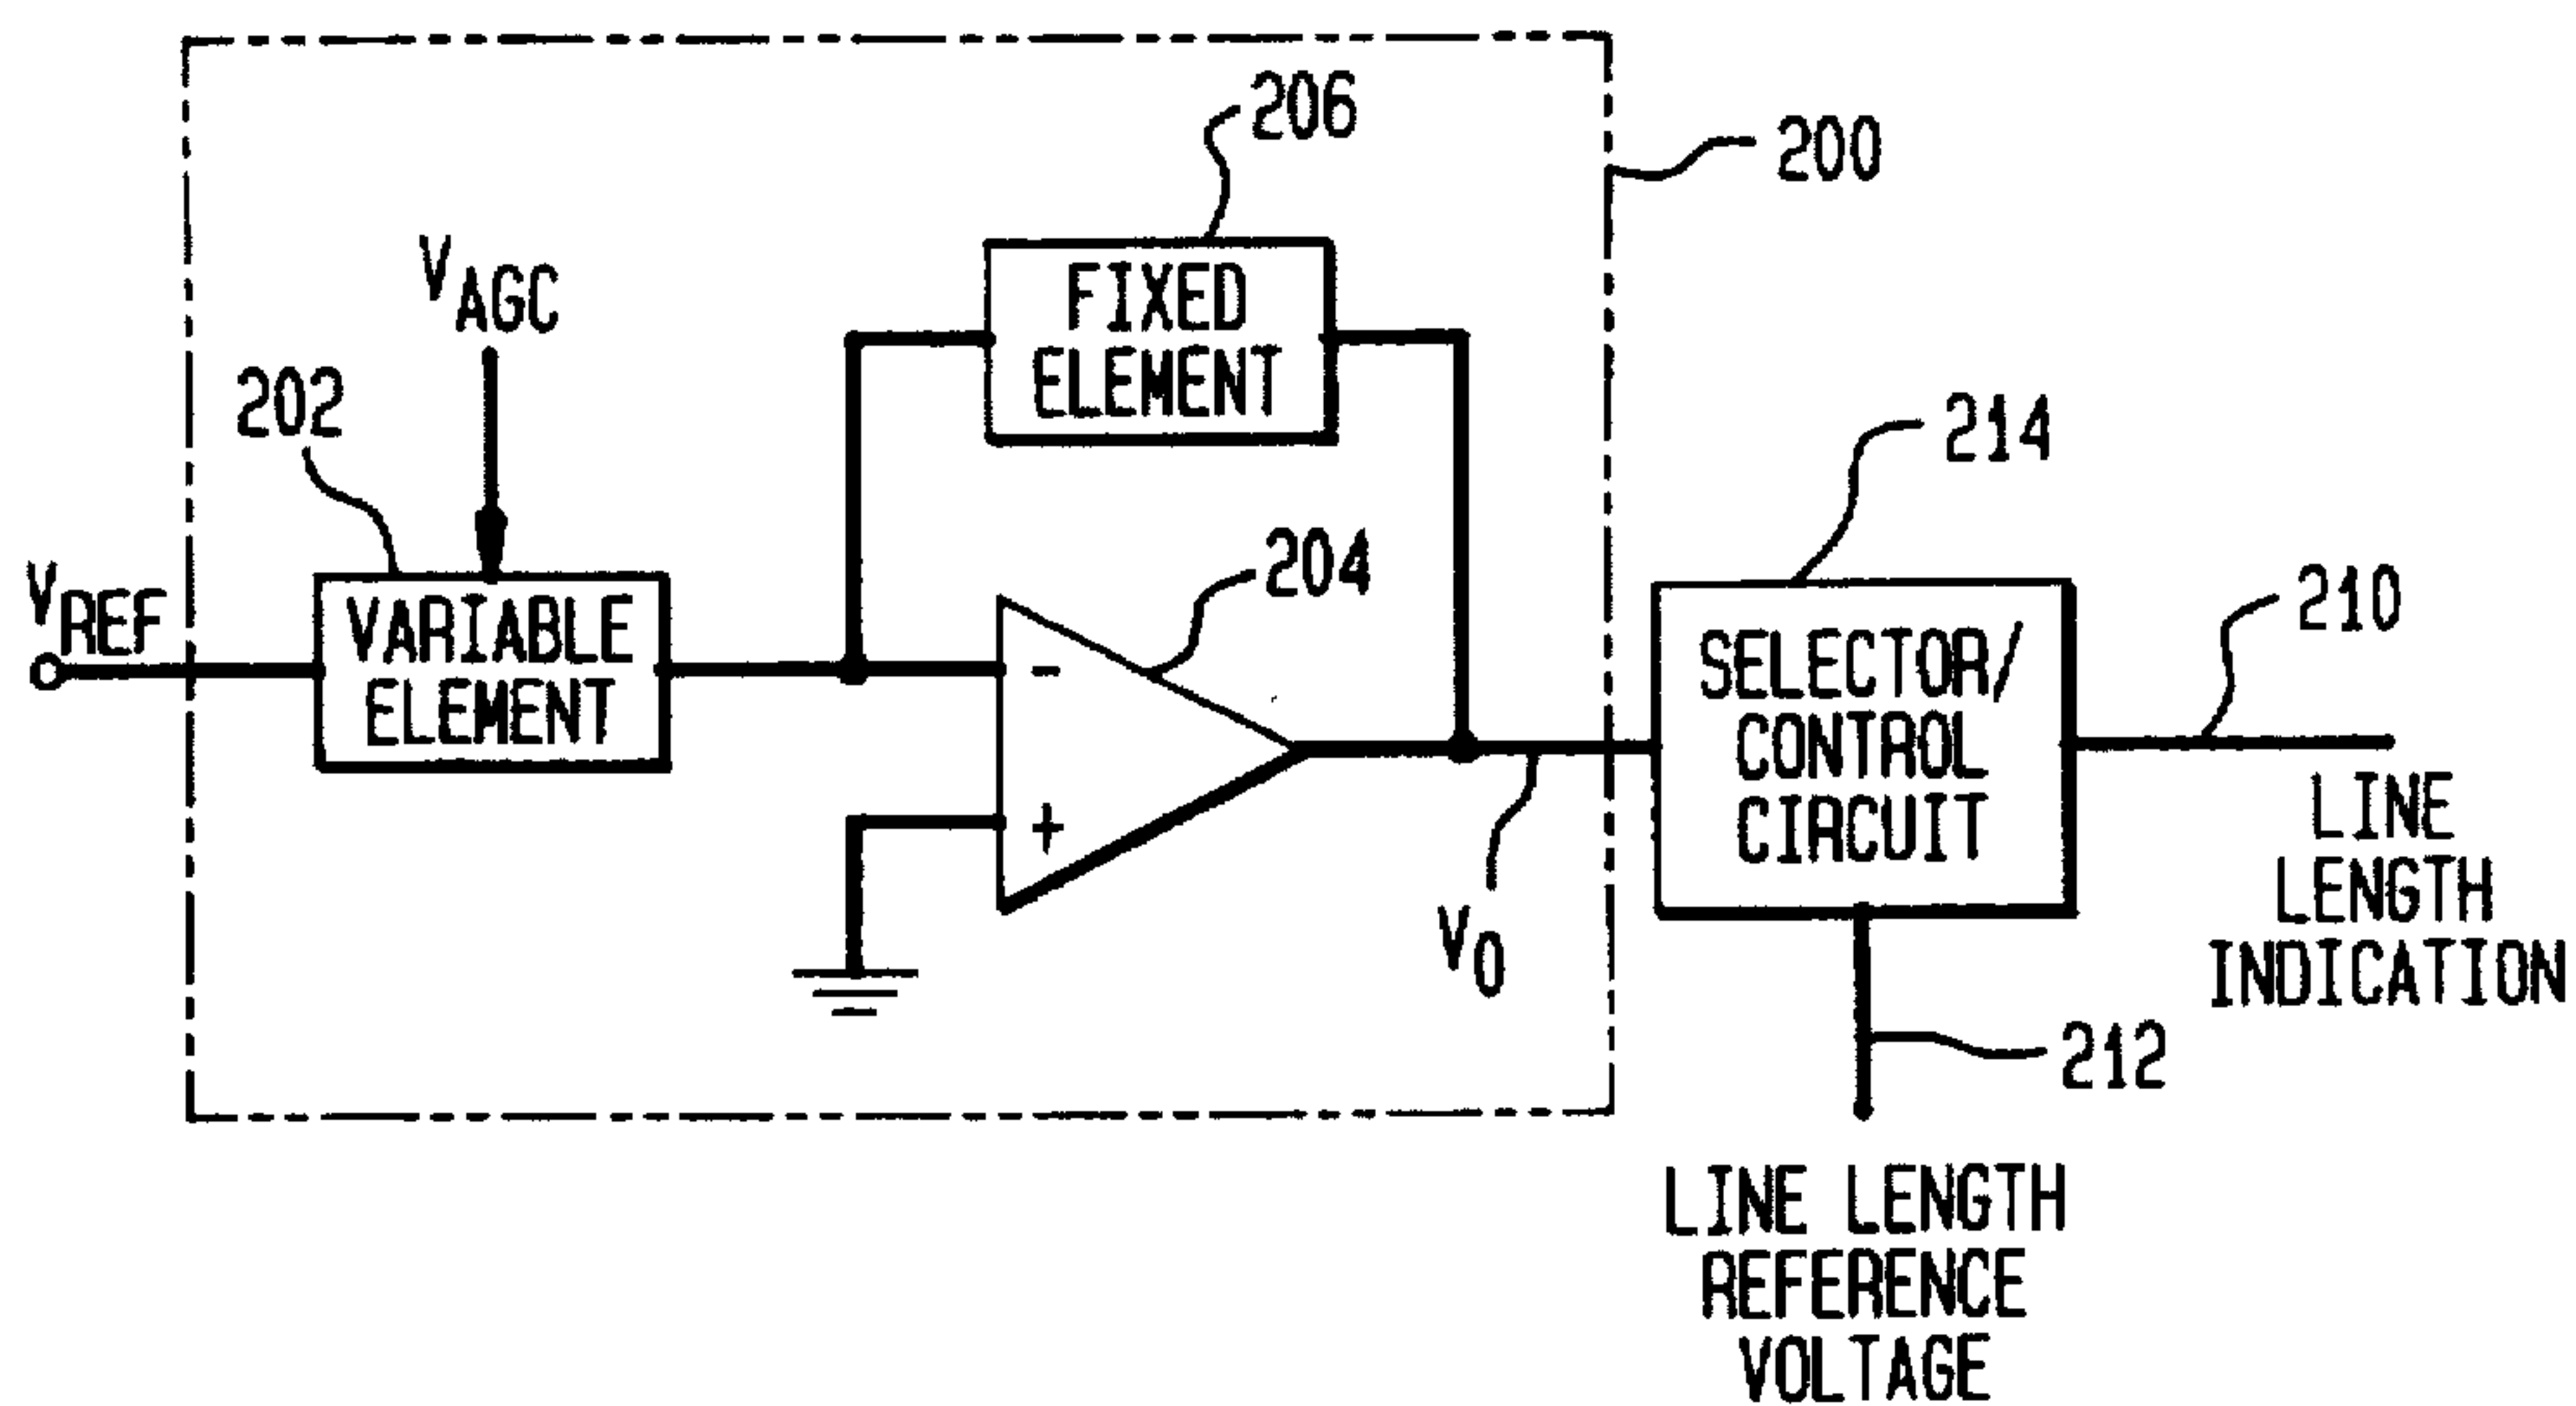 206
200
V_AGC
FIXED
ELEMENT
202
214
204
V_REF
VARIABLE
ELEMENT
-
SELECTOR/
CONTROL
CIRCUIT
210
+
LINE
LENGTH
INDICATION
V_O
212
LINE LENGTH
REFERENCE
VOLTAGE